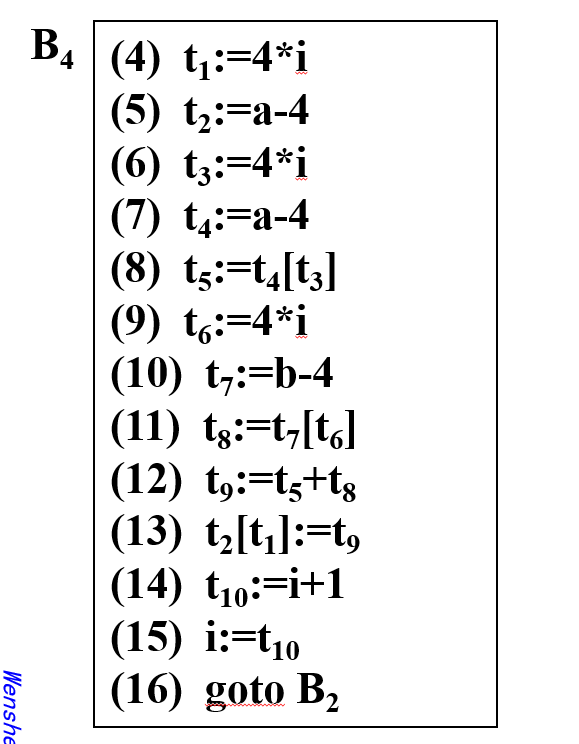 B₄
(4) t₁:=4*i
(5) t₂:=a-4
(6) t₃:=4*i
(7) t₄:=a-4
(8) t₅:=t₄[t₃]
(9) t₆:=4*i
(10) t₇:=b-4
(11) t₈:=t₇[t₆]
(12) t₉:=t₅+t₈
(13) t₂[t₁]:=t₉
(14) t₁₀:=i+1
(15) i:=t₁₀
(16) goto B₂